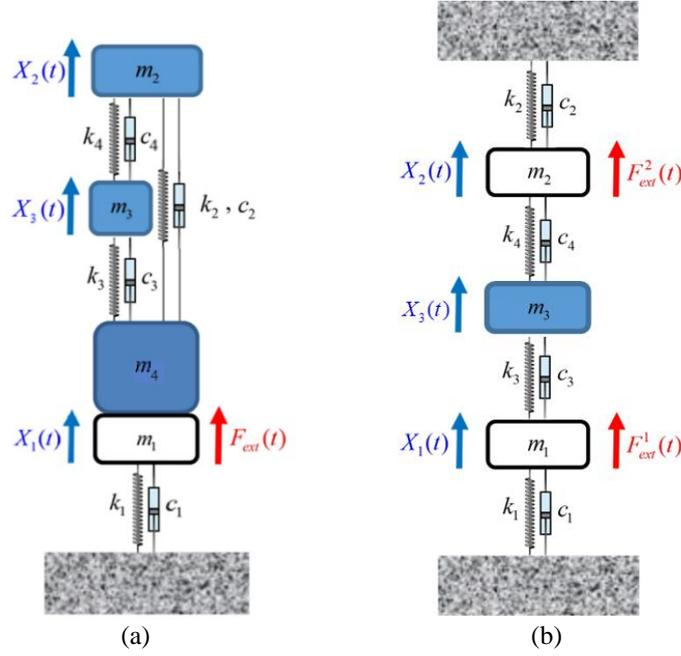 X₂(t)
m₂
k₄
c₄
X₃(t)
m₃
k₂ , c₂
k₃
c₃
m₄
X₁(t)
m₁
F_ext(t)
k₁
c₁
(a)
k₂
c₂
X₂(t)
m₂
F²_ext(t)
k₄
c₄
X₃(t)
m₃
k₃
c₃
X₁(t)
m₁
F¹_ext(t)
k₁
c₁
(b)